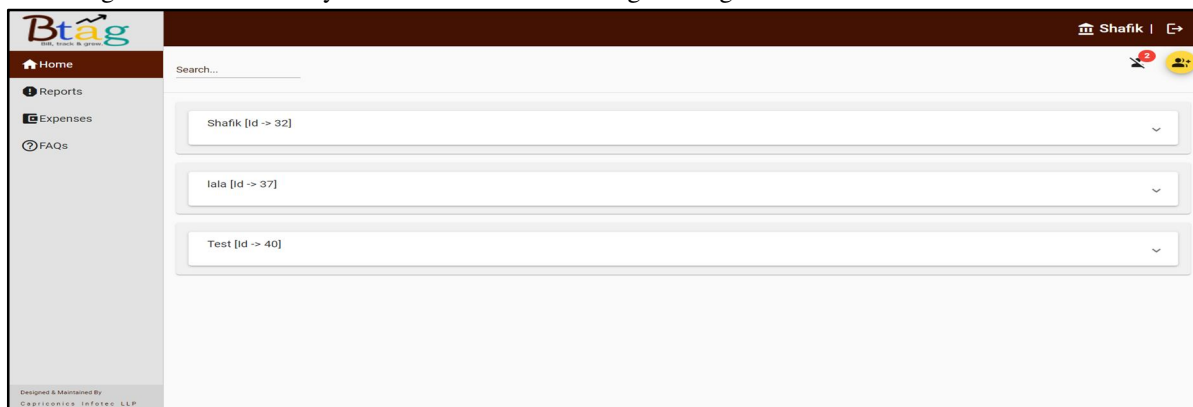 Btag
Bill, track & grow.
Shafik |
Home
Reports
Expenses
FAQs
Search...
2
Shafik [Id -> 32]
lala [Id -> 37]
Test [Id -> 40]
Designed & Maintained By
Capriconics Infotec LLP